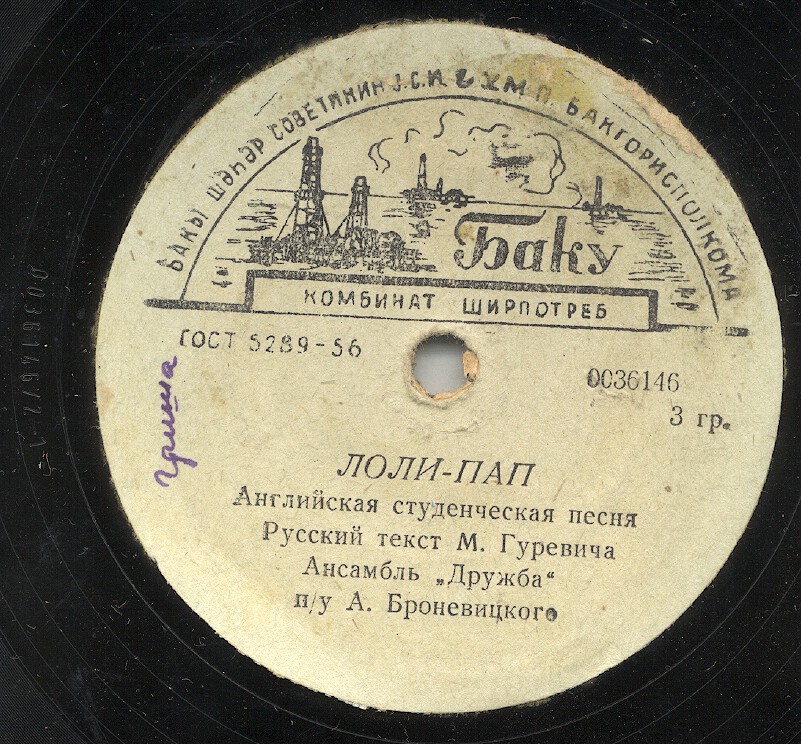 БАКЫ ШӘҺӘР СОВЕТИНИН J.С.И. Г Х.М.П. БАКГОРИСПОЛКОМА
Баку
КОМБИНАТ ШИРПОТРЕБ
ГОСТ 5289-56
0036146
3 гр.
гриша
ЛОЛИ-ПАП
Английская студенческая песня
Русский текст М. Гуревича
Ансамбль „Дружба“
п/у А. Броневицкого